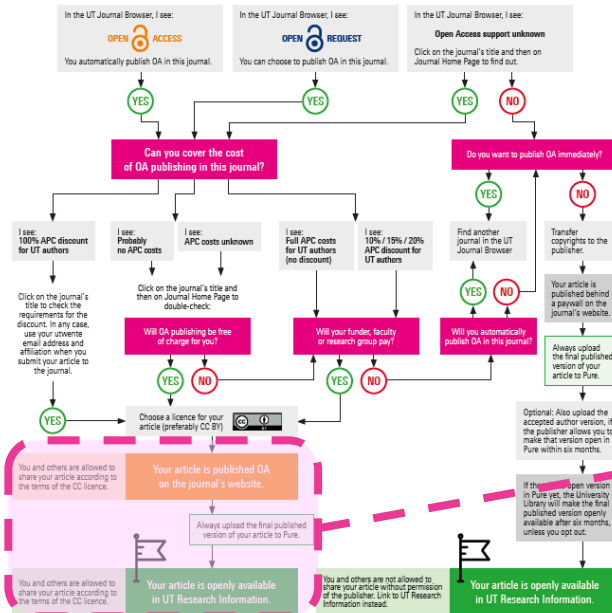 In the UT Journal Browser, I see:
OPEN ACCESS
You automatically publish OA in this journal.
In the UT Journal Browser, I see:
OPEN REQUEST
You can choose to publish OA in this journal.
In the UT Journal Browser, I see:
Open Access support unknown
Click on the journal's title and then on
Journal Home Page to find out.
YES
YES
YES
NO
Can you cover the cost
of OA publishing in this journal?
Do you want to publish OA immediately?
YES
NO
I see:
100% APC discount
for UT authors
I see:
Probably
no APC costs
I see:
APC costs unknown
I see:
Full APC costs
for UT authors
(no discount)
I see:
10% / 15% / 20%
APC discount for
UT authors
Find another
journal in the UT
Journal Browser
Transfer
copyrights to the
publisher.
Click on the journal's
title to check the
requirements for the
discount. In any case,
use your utwente
email address and
affiliation when you
submit your article to
the journal.
Click on the journal's title and
then on Journal Home Page to
double-check:
YES
NO
Your article is
published behind
a paywall on the
journal's website.
Will OA publishing be free
of charge for you?
Will your funder, faculty
or research group pay?
Will you automatically
publish OA in this journal?
Always upload
the final published
version of your
article to Pure.
YES
NO
YES
NO
YES
Choose a licence for your
article (preferably CC BY)
cc
BY
Optional: Also upload the
accepted author version, if
the publisher allows you to
make that version open in
Pure within six months.
You and others are allowed to
share your article according to
the terms of the CC licence.
Your article is published OA
on the journal's website.
If the open version
in Pure yet, the University
Library will make the final
published version openly
available after six months,
unless you opt out.
Always upload the final published
version of your article to Pure.
You and others are allowed to
share your article according to
the terms of the CC licence.
Your article is openly available
in UT Research Information.
You and others are not allowed to
share your article without permission
of the publisher. Link to UT Research
Information instead.
Your article is openly available
in UT Research Information.